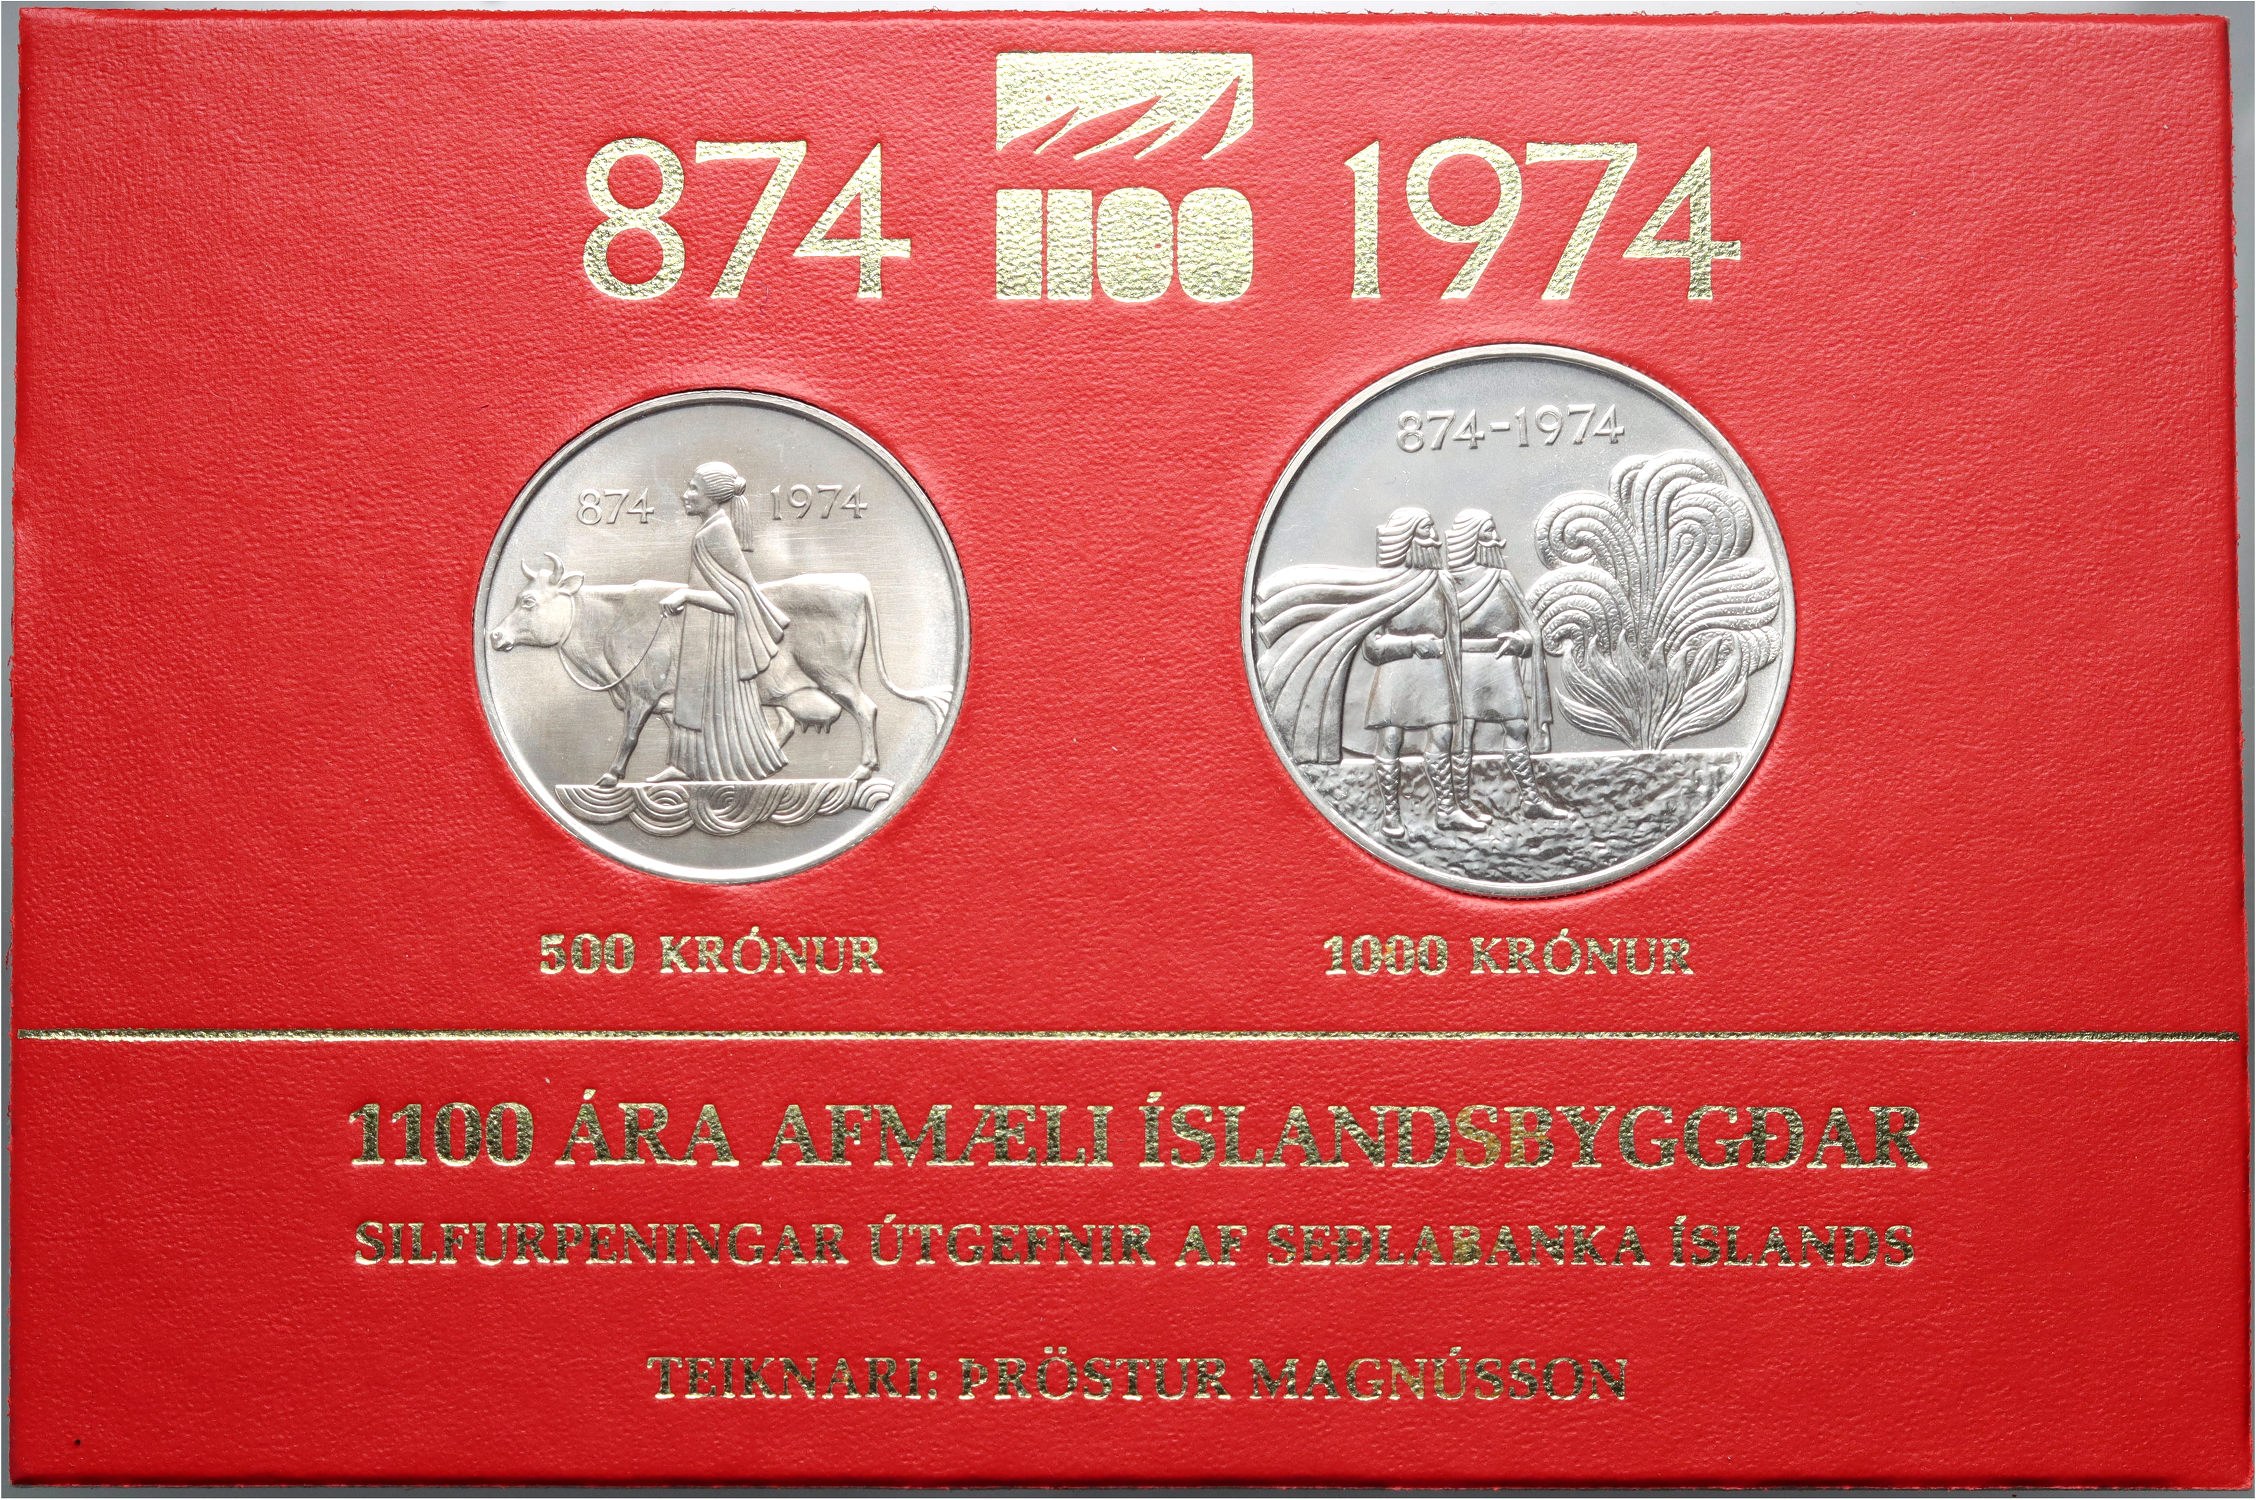 874 1100 1974
874 1974
874-1974
500 KRÓNUR
1000 KRÓNUR
1100 ÁRA AFMÆLI ÍSLANDSBYGGÐAR
SILFURPENINGAR ÚTGEFNIR AF SEÐLABANKA ÍSLANDS
TEIKNARI: ÞRÖSTUR MAGNÚSSON